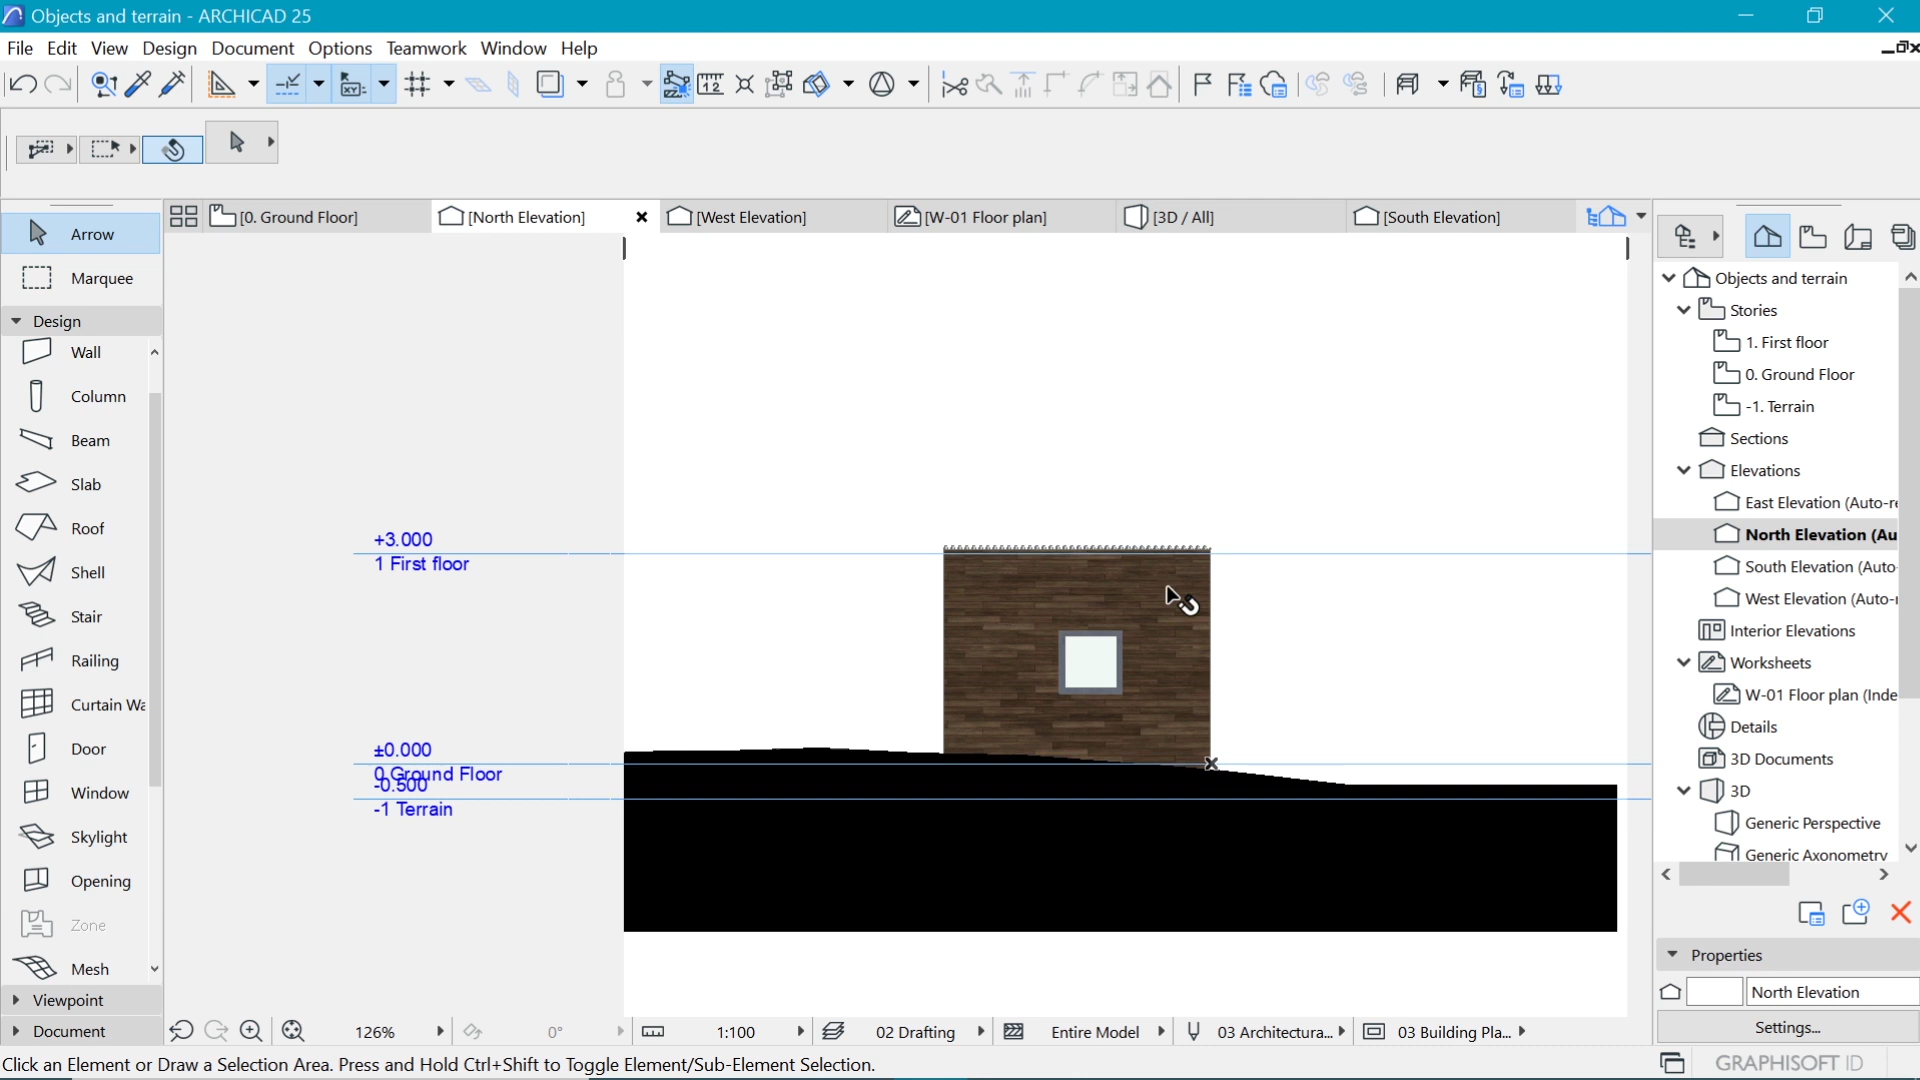 Objects and terrain - ARCHICAD 25
File Edit View Design Document Options Teamwork Window Help
[0. Ground Floor] [North Elevation] [West Elevation] [W-01 Floor plan] [3D / All] [South Elevation]
Arrow
Marquee
Design
Wall
Column
Beam
Slab
Roof
Shell
Stair
Railing
Curtain Wa
Door
Window
Skylight
Opening
Zone
Mesh
Viewpoint
Document
+3.000
1 First floor
±0.000
0 Ground Floor
-0.500
-1 Terrain
Objects and terrain
Stories
1. First floor
0. Ground Floor
-1. Terrain
Sections
Elevations
East Elevation (Auto-re
North Elevation (Au
South Elevation (Auto-
West Elevation (Auto-r
Interior Elevations
Worksheets
W-01 Floor plan (Inde
Details
3D Documents
3D
Generic Perspective
Generic Axonometry
Properties
North Elevation
Settings...
126% 0° 1:100 02 Drafting Entire Model 03 Architectura... 03 Building Pla...
Click an Element or Draw a Selection Area. Press and Hold Ctrl+Shift to Toggle Element/Sub-Element Selection.
GRAPHISOFT ID